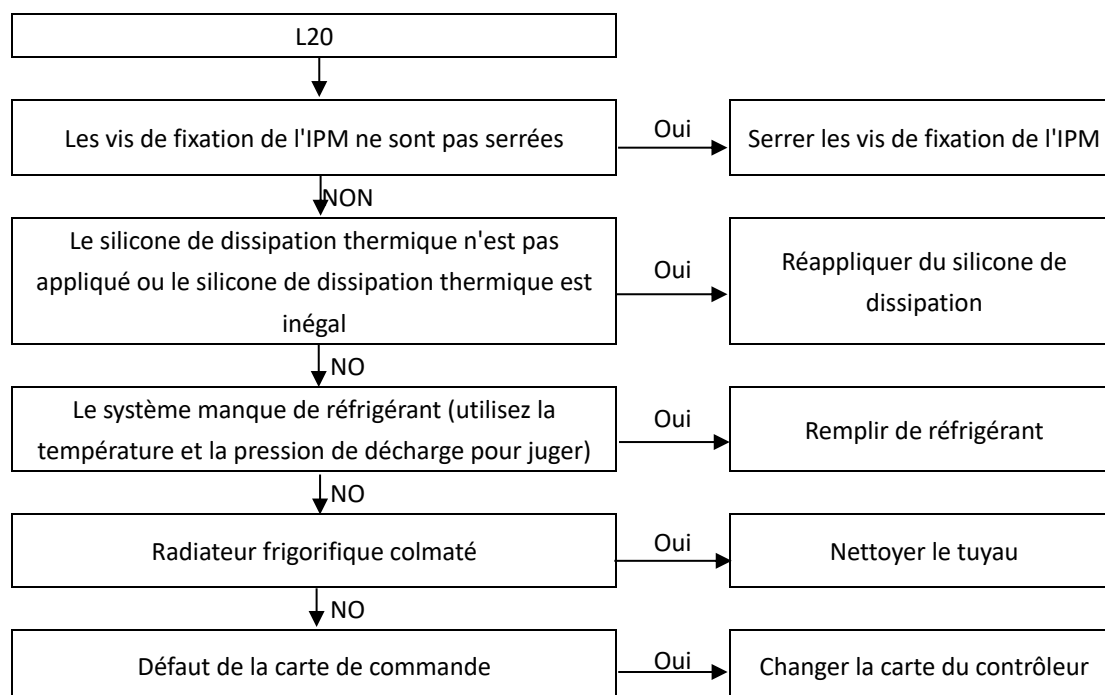 L20
Les vis de fixation de l'IPM ne sont pas serrées
Oui
Serrer les vis de fixation de l'IPM
NON
Le silicone de dissipation thermique n'est pas
appliqué ou le silicone de dissipation thermique est
inégal
Oui
Réappliquer du silicone de
dissipation
NO
Le système manque de réfrigérant (utilisez la
température et la pression de décharge pour juger)
Oui
Remplir de réfrigérant
NO
Radiateur frigorifique colmaté
Oui
Nettoyer le tuyau
NO
Défaut de la carte de commande
Oui
Changer la carte du contrôleur